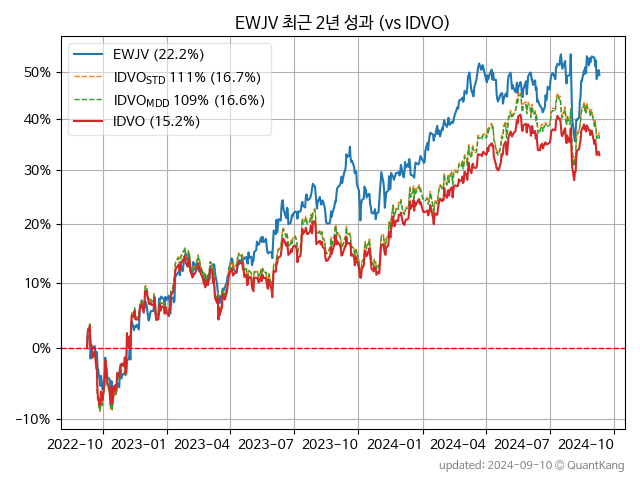 EWJV 최근 2년 성과 (vs IDVO)
EWJV (22.2%)
IDVO_STD 111% (16.7%)
IDVO_MDD 109% (16.6%)
IDVO (15.2%)
50%
40%
30%
20%
10%
0%
−10%
2022-10 2023-01 2023-04 2023-07 2023-10 2024-01 2024-04 2024-07 2024-10
updated: 2024-09-10 © QuantKang